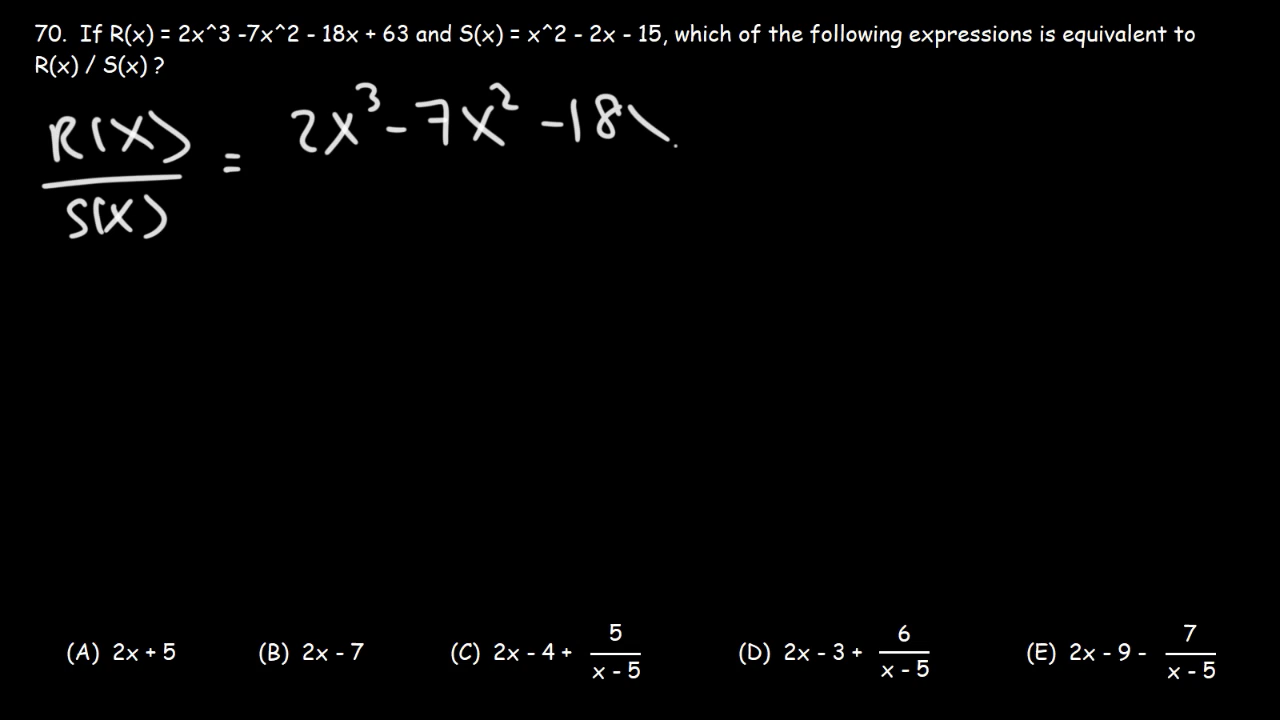 70. If R(x) = 2x^3 -7x^2 - 18x + 63 and S(x) = x^2 - 2x - 15, which of the following expressions is equivalent to
R(x) / S(x) ?
R(X) / S(X) = 2x³ - 7x² - 18
(A) 2x + 5 (B) 2x - 7 (C) 2x - 4 + 5 / (x - 5) (D) 2x - 3 + 6 / (x - 5) (E) 2x - 9 - 7 / (x - 5)